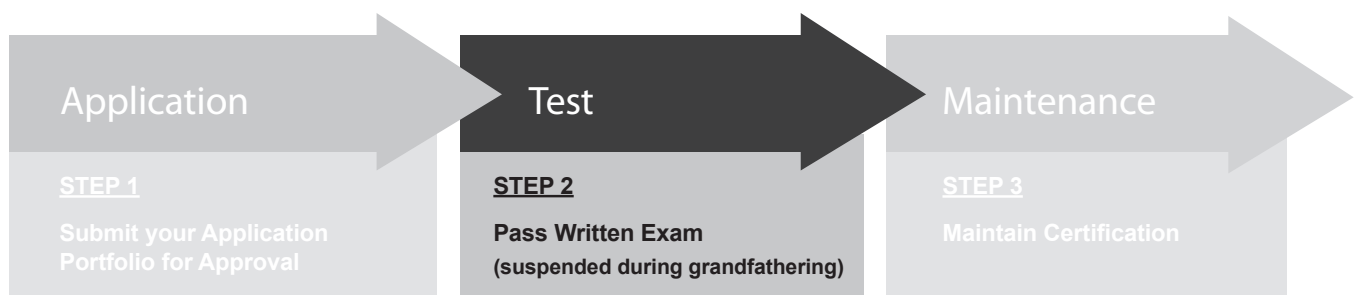 Application
STEP 1
Submit your Application
Portfolio for Approval
Test
STEP 2
Pass Written Exam
(suspended during grandfathering)
Maintenance
STEP 3
Maintain Certification